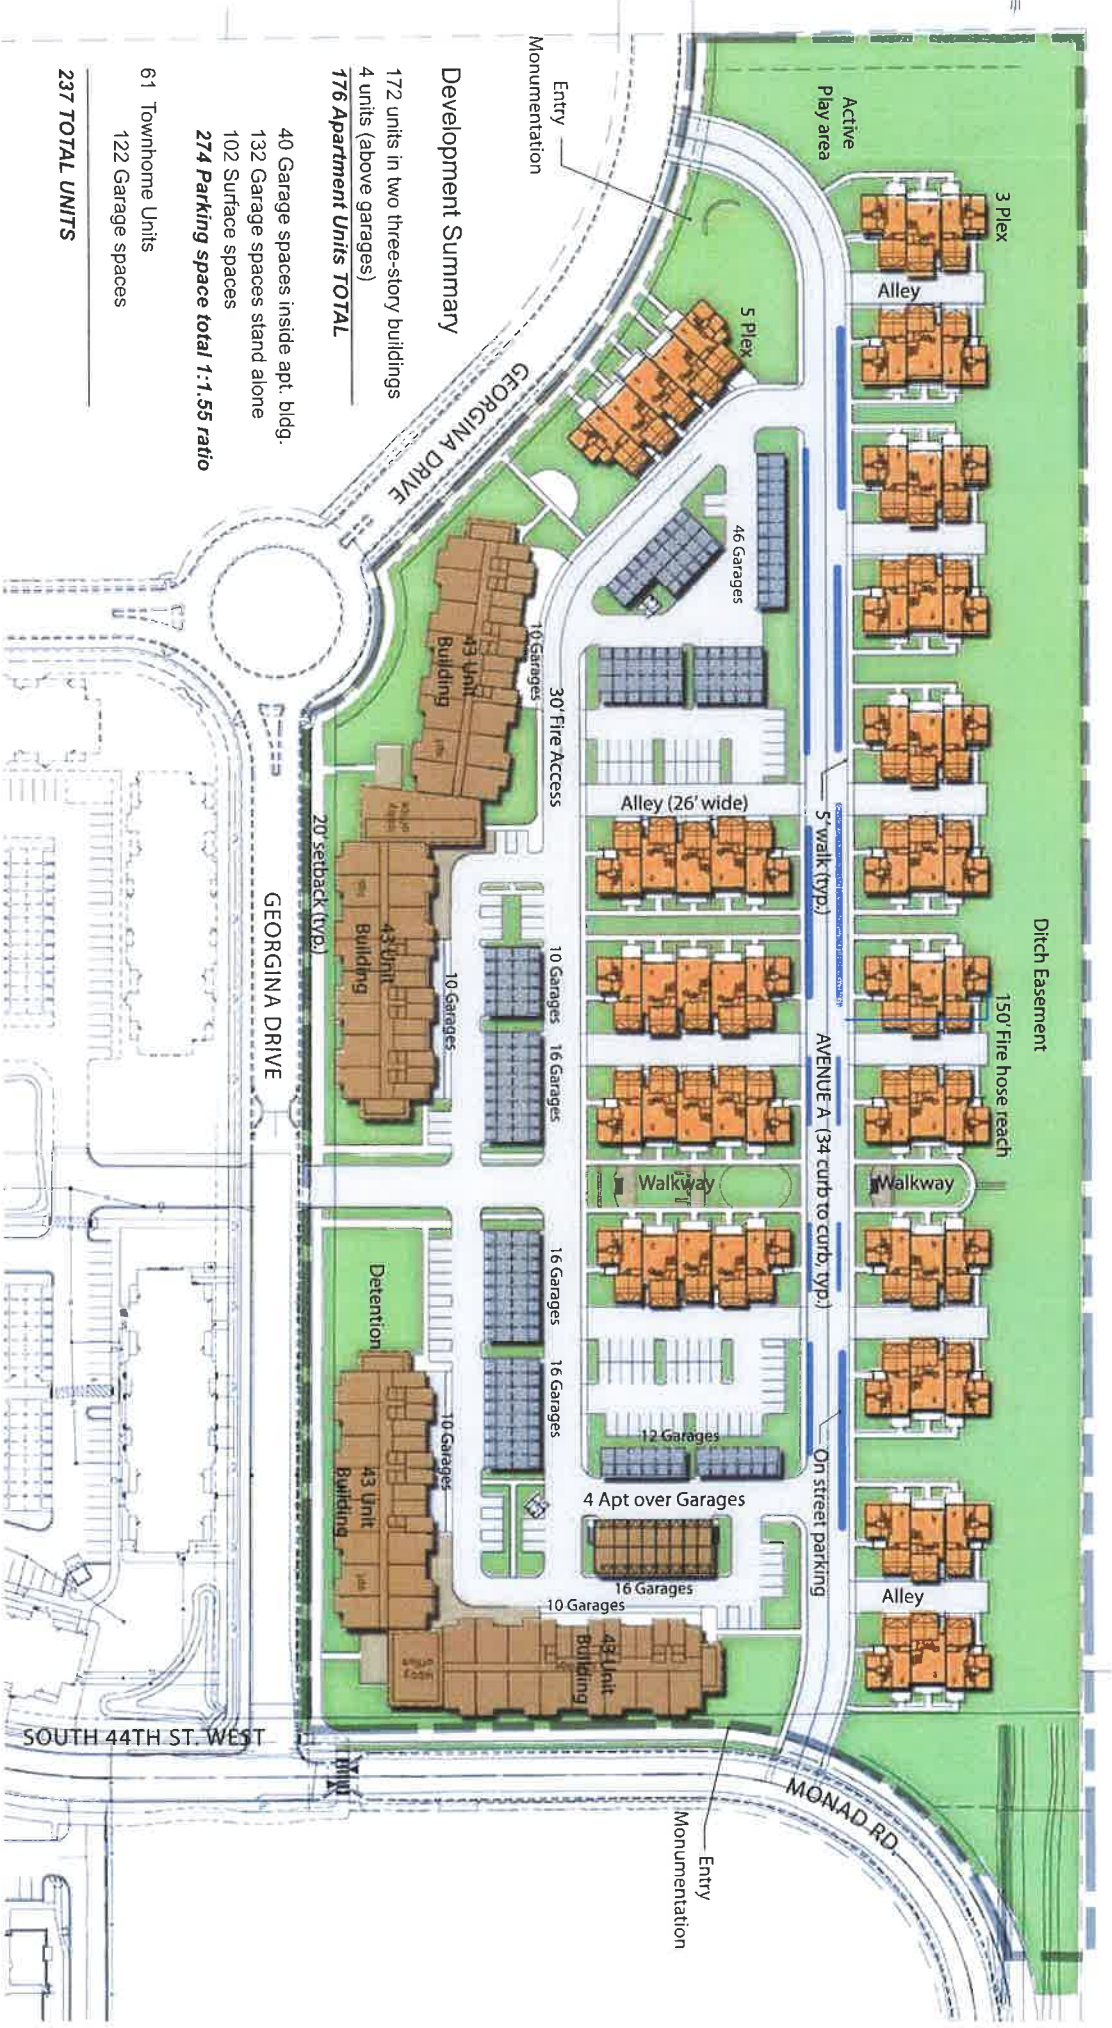 Development Summary
172 units in two three-story buildings
4 units (above garages)
176 Apartment Units TOTAL
40 Garage spaces inside apt. bldg.
132 Garage spaces stand alone
102 Surface spaces
274 Parking space total 1:1.55 ratio
61 Townhome Units
122 Garage spaces
237 TOTAL UNITS
Entry
Monumentation
Active
Play area
3 Plex
Alley
5 Plex
GEORGINA DRIVE
46 Garages
43 Unit
Building
10 Garages
30' Fire Access
Alley (26' wide)
5' walk (typ.)
Ditch Easement
150' Fire hose reach
AVENUE A (34 curb to curb, typ.)
20' setback (typ.)
GEORGINA DRIVE
43 Unit
Building
10 Garages
10 Garages
16 Garages
Walkway
Walkway
16 Garages
16 Garages
Detention
43 Unit
Building
10 Garages
12 Garages
4 Apt over Garages
16 Garages
10 Garages
On street parking
Alley
43 Unit
Building
SOUTH 44TH ST. WEST
MONAD RD.
Entry
Monumentation